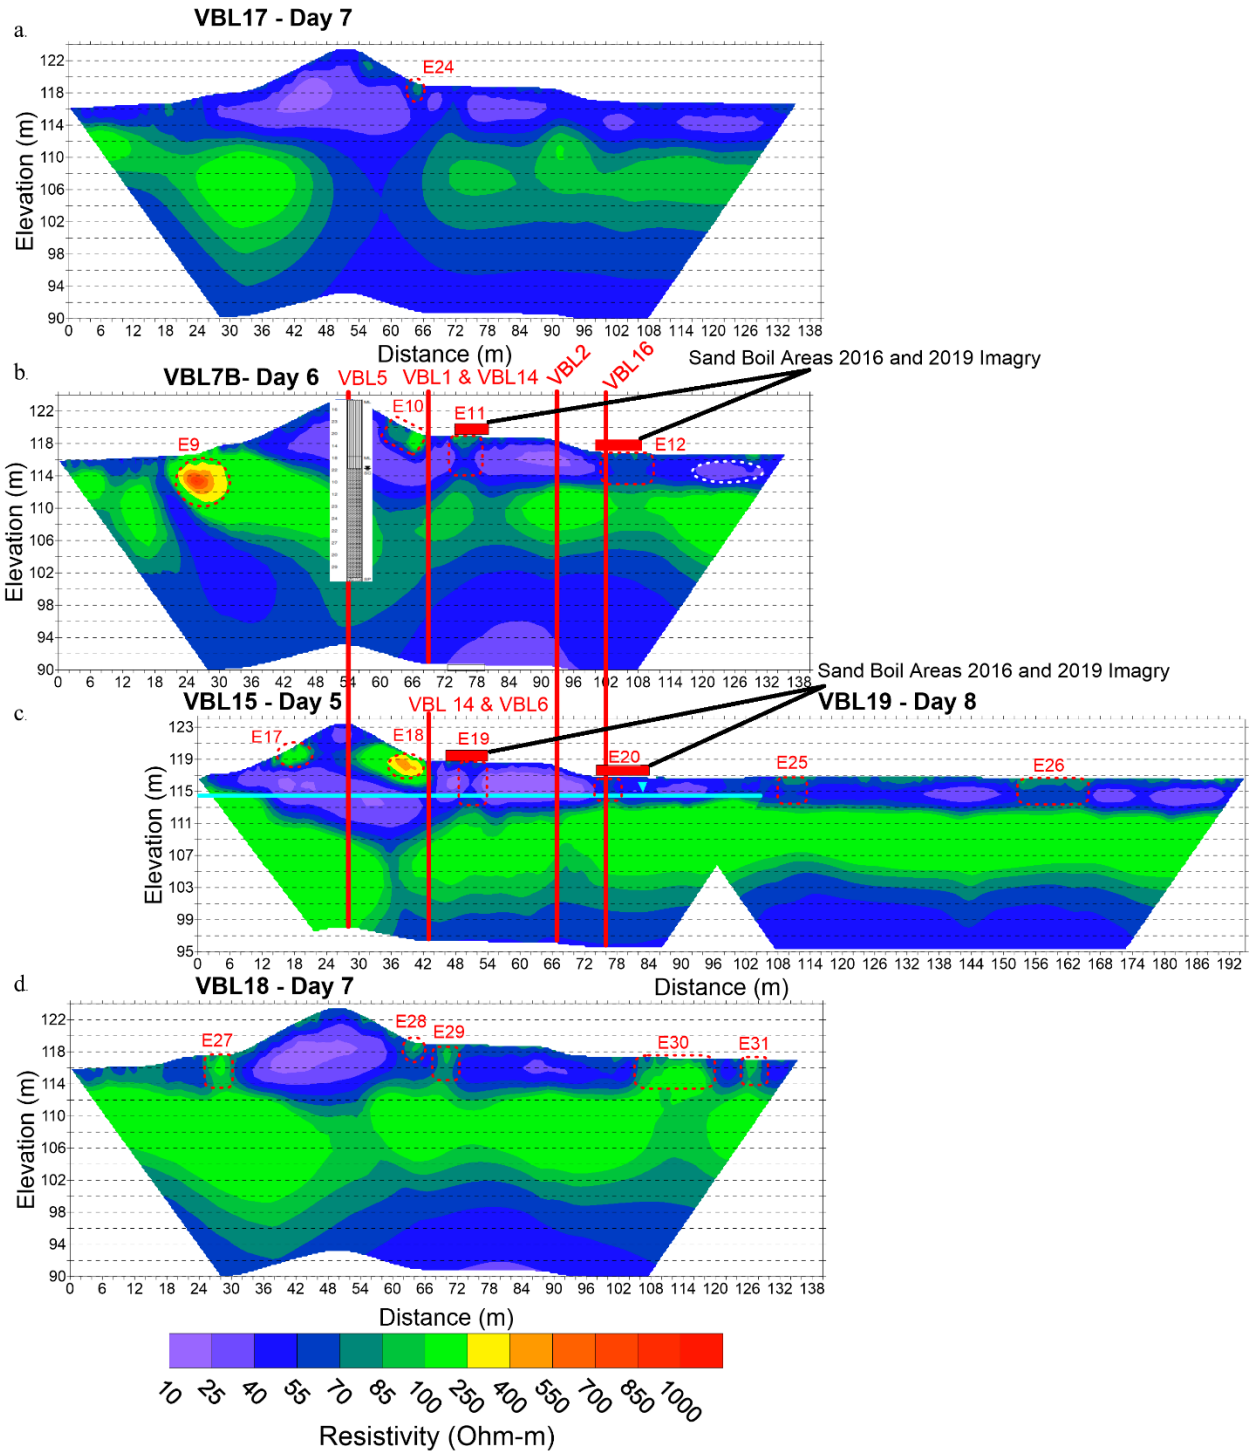 VBL17 - Day 7
a.
E24
122
118
114
110
106
102
98
94
90
Elevation (m)
0 6 12 18 24 30 36 42 48 54 60 66 72 78 84 90 96 102 108 114 120 126 132 138
Distance (m)
Sand Boil Areas 2016 and 2019 Imagry
b.
VBL7B- Day 6
VBL5
VBL1 & VBL14
VBL2
VBL16
E9
E10
E11
E12
122
118
114
110
106
102
98
94
90
Elevation (m)
0 6 12 18 24 30 36 42 48 54 60 66 72 78 84 90 96 102 108 114 120 126 132 138
Sand Boil Areas 2016 and 2019 Imagry
c.
VBL15 - Day 5
VBL 14 & VBL6
VBL19 - Day 8
E17
E18
E19
E20
E25
E26
123
119
115
111
107
103
99
95
Elevation (m)
0 6 12 18 24 30 36 42 48 54 60 66 72 78 84 90 96 102 108 114 120 126 132 138 144 150 156 162 168 174 180 186 192
Distance (m)
d.
VBL18 - Day 7
E27
E28
E29
E30
E31
122
118
114
110
106
102
98
94
90
Elevation (m)
0 6 12 18 24 30 36 42 48 54 60 66 72 78 84 90 96 102 108 114 120 126 132 138
Distance (m)
10 25 40 55 70 85 100 250 400 550 700 850 1000
Resistivity (Ohm-m)